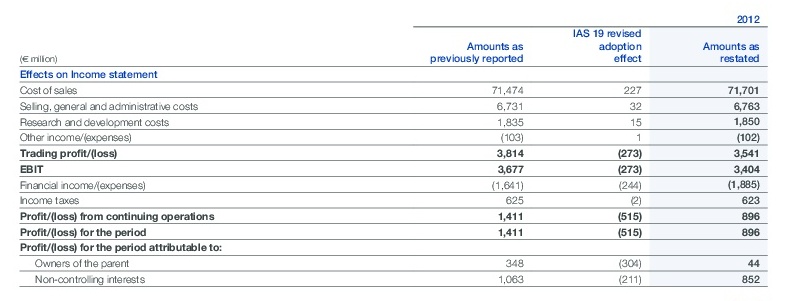 2012
(€ million) Amounts as previously reported IAS 19 revised adoption effect Amounts as restated
Effects on Income statement
Cost of sales 71,474 227 71,701
Selling, general and administrative costs 6,731 32 6,763
Research and development costs 1,835 15 1,850
Other income/(expenses) (103) 1 (102)
Trading profit/(loss) 3,814 (273) 3,541
EBIT 3,677 (273) 3,404
Financial income/(expenses) (1,641) (244) (1,885)
Income taxes 625 (2) 623
Profit/(loss) from continuing operations 1,411 (515) 896
Profit/(loss) for the period 1,411 (515) 896
Profit/(loss) for the period attributable to:
Owners of the parent 348 (304) 44
Non-controlling interests 1,063 (211) 852